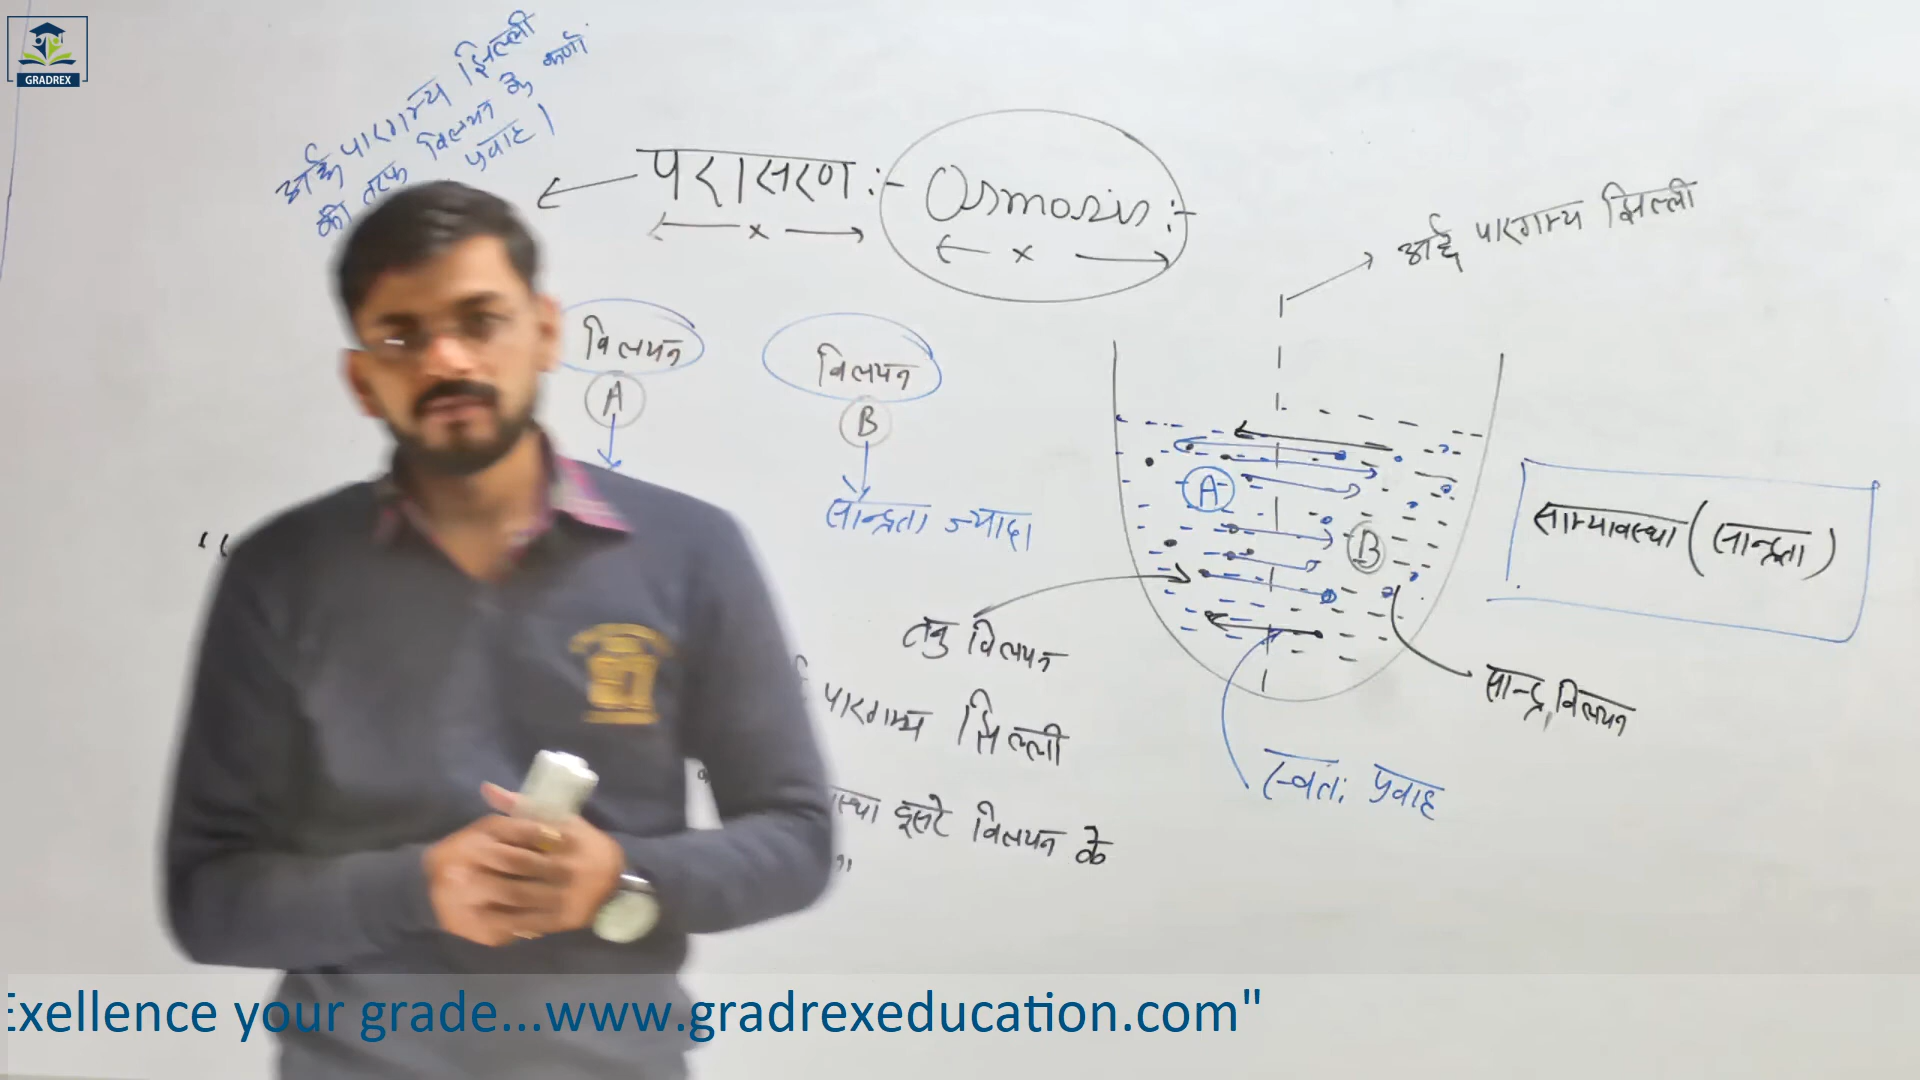 GRADREX
अर्द्ध पारगम्य झिल्ली
की तरफ विलयन के कणों
प्रवाह।
परासरण :- Osmosis :-
अर्द्ध पारगम्य झिल्ली
विलयन
A
विलयन
B
सान्द्रता ज्यादा
A
B
साम्यावस्था (सान्द्रता)
तनु विलयन
सान्द्र विलयन
पारगम्य झिल्ली
स्वतः प्रवाह
दूसरे विलयन के
Exellence your grade...www.gradrexeducation.com"